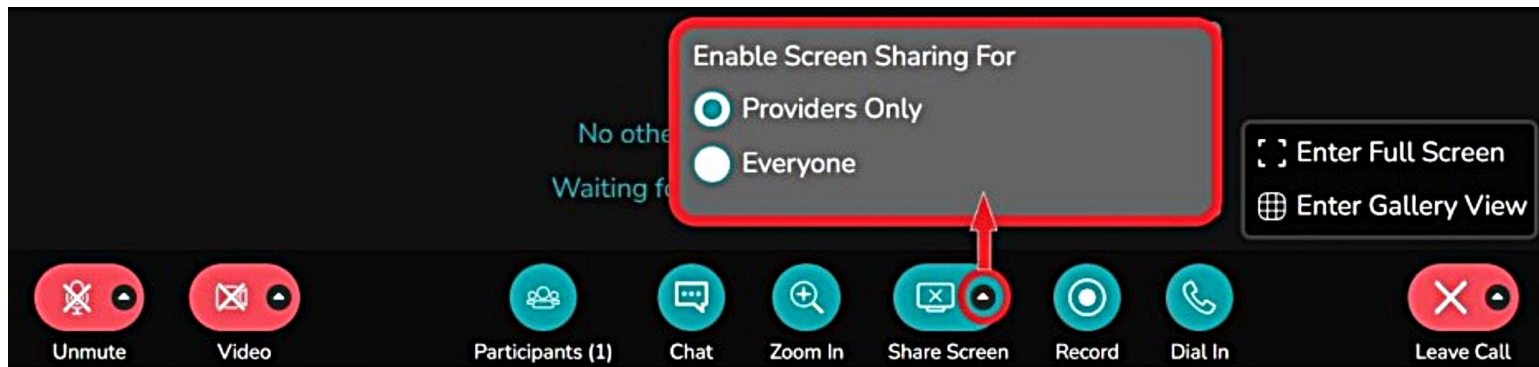 Enable Screen Sharing For
Providers Only
Everyone
No othe
Waiting fo
Enter Full Screen
Enter Gallery View
Unmute
Video
Participants (1)
Chat
Zoom In
Share Screen
Record
Dial In
Leave Call